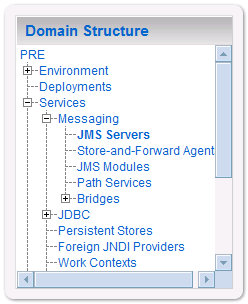 Domain Structure
PRE
Environment
Deployments
Services
Messaging
JMS Servers
Store-and-Forward Agent
JMS Modules
Path Services
Bridges
JDBC
Persistent Stores
Foreign JNDI Providers
Work Contexts